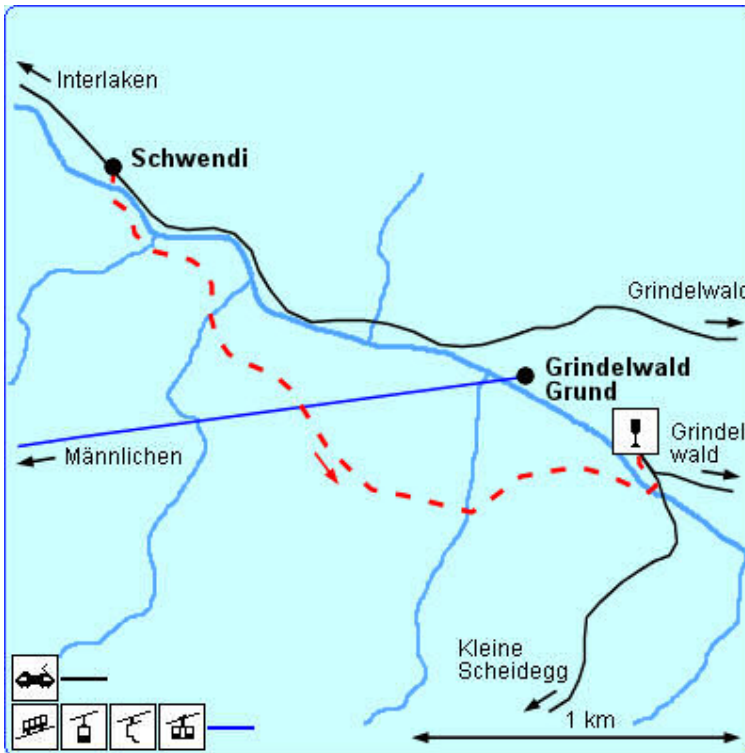 Interlaken
Schwendi
Grindelwald
Grindelwald
Grund
Grindel
wald
Männlichen
Kleine
Scheidegg
1 km